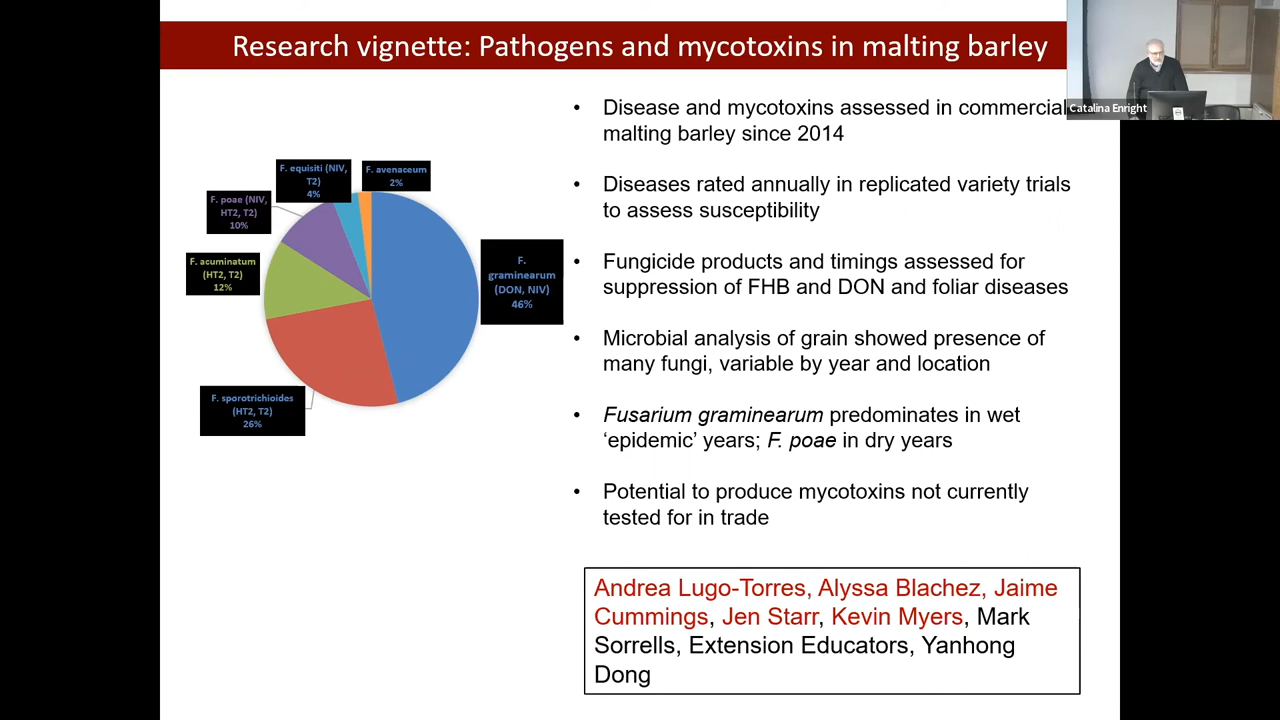 Research vignette: Pathogens and mycotoxins in malting barley
Catalina Enright
F. equisiti (NIV,
T2)
4%
F. avenaceum
2%
F. poae (NIV,
HT2, T2)
10%
F. acuminatum
(HT2, T2)
12%
F.
graminearum
(DON, NIV)
46%
F. sporotrichioides
(HT2, T2)
26%
• Disease and mycotoxins assessed in commercial
malting barley since 2014
• Diseases rated annually in replicated variety trials
to assess susceptibility
• Fungicide products and timings assessed for
suppression of FHB and DON and foliar diseases
• Microbial analysis of grain showed presence of
many fungi, variable by year and location
• Fusarium graminearum predominates in wet
‘epidemic’ years; F. poae in dry years
• Potential to produce mycotoxins not currently
tested for in trade
Andrea Lugo-Torres, Alyssa Blachez, Jaime
Cummings, Jen Starr, Kevin Myers, Mark
Sorrells, Extension Educators, Yanhong
Dong